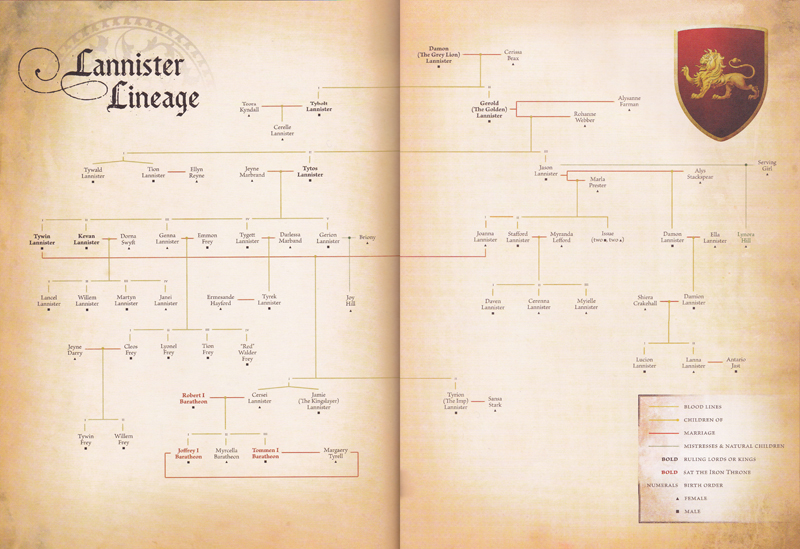 Lannister
Lineage
Damon
(The Grey Lion)
Lannister
Cerissa
Brax
Teora
Kyndall
Tybolt
Lannister
Gerold
(The Golden)
Lannister
Alysanne
Farman
Rohanne
Webber
Cerelle
Lannister
Tywald
Lannister
Tion
Lannister
Ellyn
Reyne
Jeyne
Marbrand
Tytos
Lannister
Jason
Lannister
Marla
Prester
Alys
Stackspear
Serving
Girl
Tywin
Lannister
Kevan
Lannister
Dorna
Swyft
Genna
Lannister
Emmon
Frey
Tygett
Lannister
Darlessa
Marbrand
Gerion
Lannister
Briony
Joanna
Lannister
Stafford
Lannister
Myranda
Lefford
Issue
(two ■, two ▲)
Damon
Lannister
Ella
Lannister
Lynora
Hill
Lancel
Lannister
Willem
Lannister
Martyn
Lannister
Janei
Lannister
Ermesande
Hayford
Tyrek
Lannister
Joy
Hill
Daven
Lannister
Cerenna
Lannister
Myielle
Lannister
Shiera
Crakehall
Damion
Lannister
Jeyne
Darry
Cleos
Frey
Lyonel
Frey
Tion
Frey
"Red"
Walder
Frey
Lucion
Lannister
Lanna
Lannister
Antario
Jast
Robert I
Baratheon
Cersei
Lannister
Jamie
(The Kingslayer)
Lannister
Tyrion
(The Imp)
Lannister
Sansa
Stark
Tywin
Frey
Willem
Frey
Joffrey I
Baratheon
Myrcella
Baratheon
Tommen I
Baratheon
Margaery
Tyrell
BLOOD LINES
CHILDREN OF
MARRIAGE
MISTRESSES & NATURAL CHILDREN
BOLD RULING LORDS OR KINGS
BOLD SAT THE IRON THRONE
NUMERALS BIRTH ORDER
▲ FEMALE
■ MALE